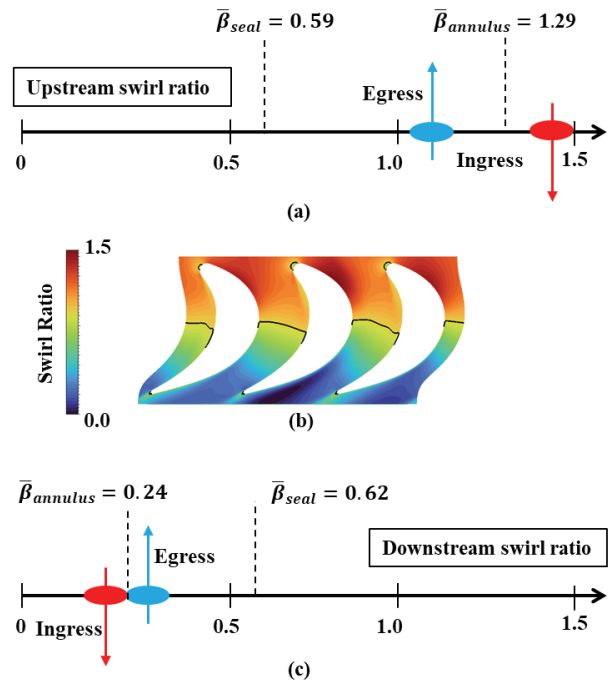 β̅seal = 0.59
β̅annulus = 1.29
Upstream swirl ratio
Egress
Ingress
0
0.5
1.0
1.5
(a)
1.5
Swirl Ratio
0.0
(b)
β̅annulus = 0.24
β̅seal = 0.62
Downstream swirl ratio
Egress
Ingress
0
0.5
1.0
1.5
(c)